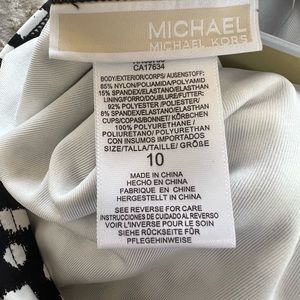 MICHAEL
MICHAEL KORS
CA17634
BODY/EXTERIOR/CORPS/ AUSENSTOFF:
85% NYLON/POLIAMIDA/POLYAMID
15% SPANDEX/ELASTANO/ELASTHAN
LINING/FORRO/DOUBLURE/FUTTER:
92% POLYESTER /POLIESTER
8% SPANDEX/ELASTANO/ELASTHAN
CUPS/COPAS/BONNET/ KÖRBCHEN
100% POLYURETHANE /
POLIURETANO/ POLYURETHAN
CON INSUMOS IMPORTADOS
SIZE/TALLA/TAILLE/ GRÖßE
10
MADE IN CHINA
HECHO EN CHINA
FABRIQUE EN CHINE
HERGESTELLT IN CHINA
SEE REVERSE FOR CARE
INSTRUCCIONES DE CUIDADO AL REVERSO
VOIR L'INVERSE POUR LE SOIN
SIEHE RÜCKSEITE FÜR
PFLEGEHINWEISE